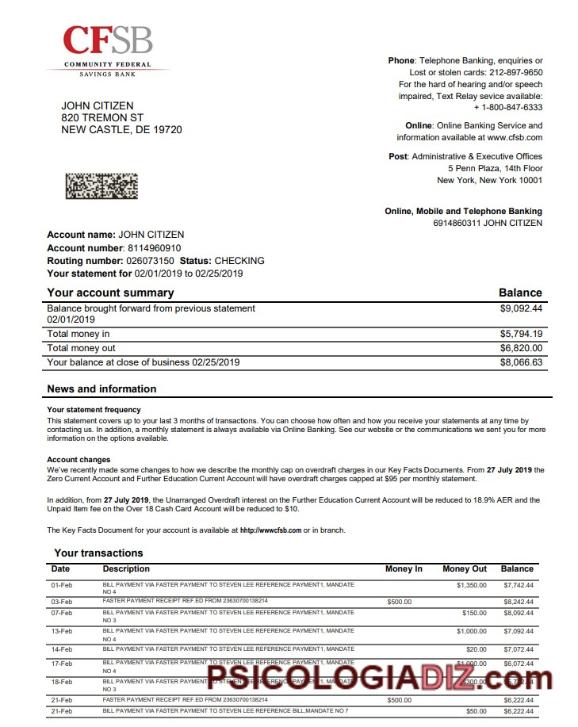 CFSB
COMMUNITY FEDERAL
SAVINGS BANK
JOHN CITIZEN
820 TREMON ST
NEW CASTLE, DE 19720
Phone: Telephone Banking, enquiries or
Lost or stolen cards: 212-897-9650
For the hard of hearing and/or speech
impaired, Text Relay sevice available:
+ 1-800-847-6333
Online: Online Banking Service and
information available at www.cfsb.com
Post: Administrative & Executive Offices
5 Penn Plaza, 14th Floor
New York, New York 10001
Online, Mobile and Telephone Banking
6914860311 JOHN CITIZEN
Account name: JOHN CITIZEN
Account number: 8114960910
Routing number: 026073150 Status: CHECKING
Your statement for 02/01/2019 to 02/25/2019
Your account summary Balance
Balance brought forward from previous statement $9,092.44
02/01/2019
Total money in $5,794.19
Total money out $6,820.00
Your balance at close of business 02/25/2019 $8,066.63
News and information
Your statement frequency
This statement covers up to your last 3 months of transactions. You can choose how often and how you receive your statements at any time by
contacting us. In addition, a monthly statement is always available via Online Banking. See our website or the communications we sent you for more
information on the options available.
Account changes
We've recently made some changes to how we describe the monthly cap on overdraft charges in our Key Facts Documents. From 27 July 2019 the
Zero Current Account and Further Education Current Account will have overdraft charges capped at $95 per monthly statement.
In addition, from 27 July 2019, the Unarranged Overdraft interest on the Further Education Current Account will be reduced to 18.9% AER and the
Unpaid Item fee on the Over 18 Cash Card Account will be reduced to $10.
The Key Facts Document for your account is available at hhtp://wwwcfsb.com or in branch.
Your transactions
Date Description Money In Money Out Balance
01-Feb BILL PAYMENT VIA FASTER PAYMENT TO STEVEN LEE REFERENCE PAYMENT1, MANDATE $1,350.00 $7,742.44
NO 4
03-Feb FASTER PAYMENT RECEIPT REF.ED FROM 23630700138214 $500.00 $8,242.44
07-Feb BILL PAYMENT VIA FASTER PAYMENT TO STEVEN LEE REFERENCE PAYMENT1, MANDATE $150.00 $8,092.44
NO 3
13-Feb BILL PAYMENT VIA FASTER PAYMENT TO STEVEN LEE REFERENCE PAYMENT1, MANDATE $1,000.00 $7,092.44
NO 4
14-Feb BILL PAYMENT VIA FASTER PAYMENT TO STEVEN LEE REFERENCE PAYMENT1, MANDATE $20.00 $7,072.44
17-Feb BILL PAYMENT VIA FASTER PAYMENT TO STEVEN LEE REFERENCE PAYMENT1, MANDATE $1,000.00 $6,072.44
NO 4
18-Feb BILL PAYMENT VIA FASTER PAYMENT TO STEVEN LEE REFERENCE PAYMENT1, MANDATE
NO 3
PSICOLOGIADIZ.com
21-Feb FASTER PAYMENT RECEIPT REF.ED FROM 23630700138214 $500.00 $6,222.44
21-Feb BILL PAYMENT VIA FASTER PAYMENT TO STEVEN LEE REFERENCE BILL,MANDATE NO 7 $50.00 $6,222.44